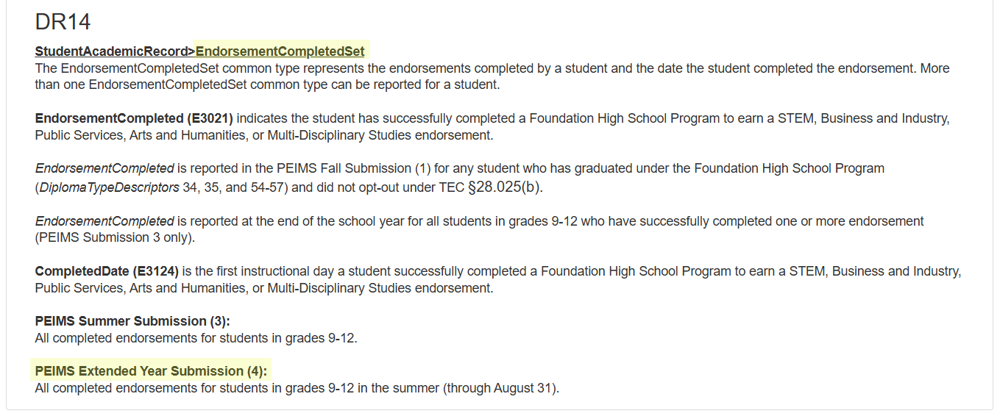 DR14
StudentAcademicRecord>EndorsementCompletedSet
The EndorsementCompletedSet common type represents the endorsements completed by a student and the date the student completed the endorsement. More
than one EndorsementCompletedSet common type can be reported for a student.
EndorsementCompleted (E3021) indicates the student has successfully completed a Foundation High School Program to earn a STEM, Business and Industry,
Public Services, Arts and Humanities, or Multi-Disciplinary Studies endorsement.
EndorsementCompleted is reported in the PEIMS Fall Submission (1) for any student who has graduated under the Foundation High School Program
(DiplomaTypeDescriptors 34, 35, and 54-57) and did not opt-out under TEC §28.025(b).
EndorsementCompleted is reported at the end of the school year for all students in grades 9-12 who have successfully completed one or more endorsement
(PEIMS Submission 3 only).
CompletedDate (E3124) is the first instructional day a student successfully completed a Foundation High School Program to earn a STEM, Business and Industry,
Public Services, Arts and Humanities, or Multi-Disciplinary Studies endorsement.
PEIMS Summer Submission (3):
All completed endorsements for students in grades 9-12.
PEIMS Extended Year Submission (4):
All completed endorsements for students in grades 9-12 in the summer (through August 31).